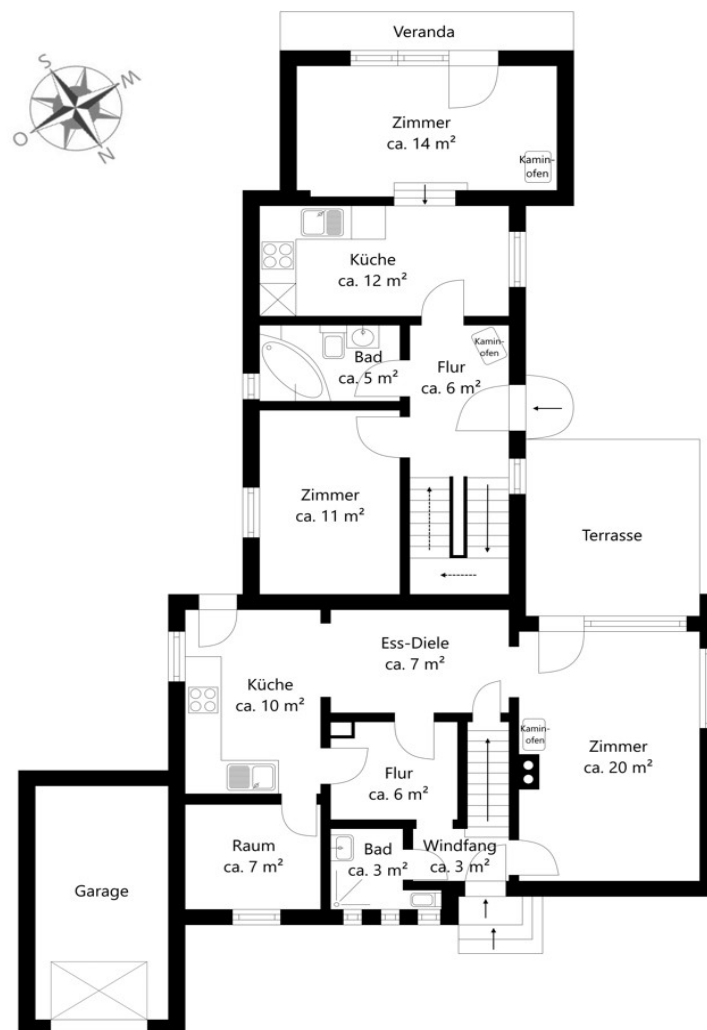 Veranda
S
W
O
N
Zimmer
ca. 14 m²
Kamin-
ofen
Küche
ca. 12 m²
Bad
ca. 5 m²
Flur
ca. 6 m²
Kamin-
ofen
Zimmer
ca. 11 m²
Terrasse
Ess-Diele
ca. 7 m²
Küche
ca. 10 m²
Kamin-
ofen
Zimmer
ca. 20 m²
Flur
ca. 6 m²
Raum
ca. 7 m²
Bad
ca. 3 m²
Windfang
ca. 3 m²
Garage